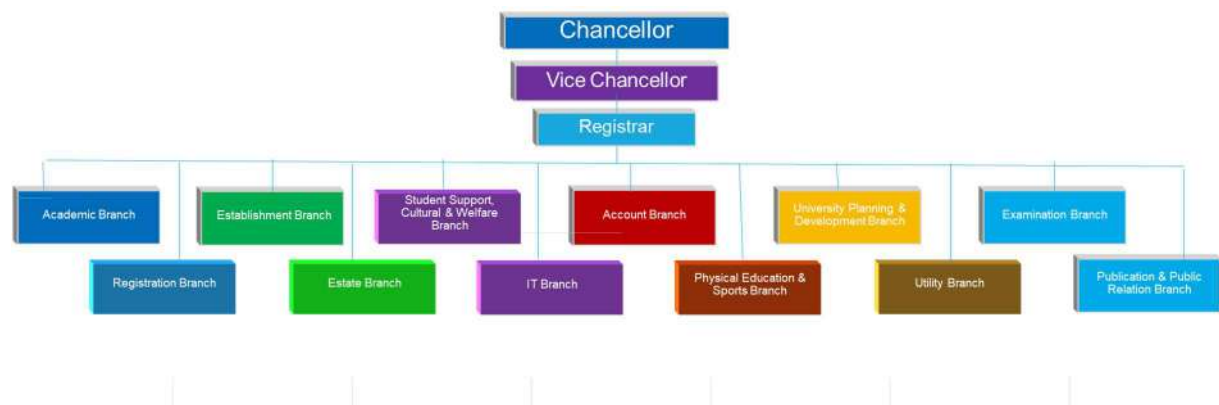 Chancellor
Vice Chancellor
Registrar
Academic Branch
Establishment Branch
Student Support,
Cultural & Welfare
Branch
Account Branch
University Planning &
Development Branch
Examination Branch
Registration Branch
Estate Branch
IT Branch
Physical Education &
Sports Branch
Utility Branch
Publication & Public
Relation Branch